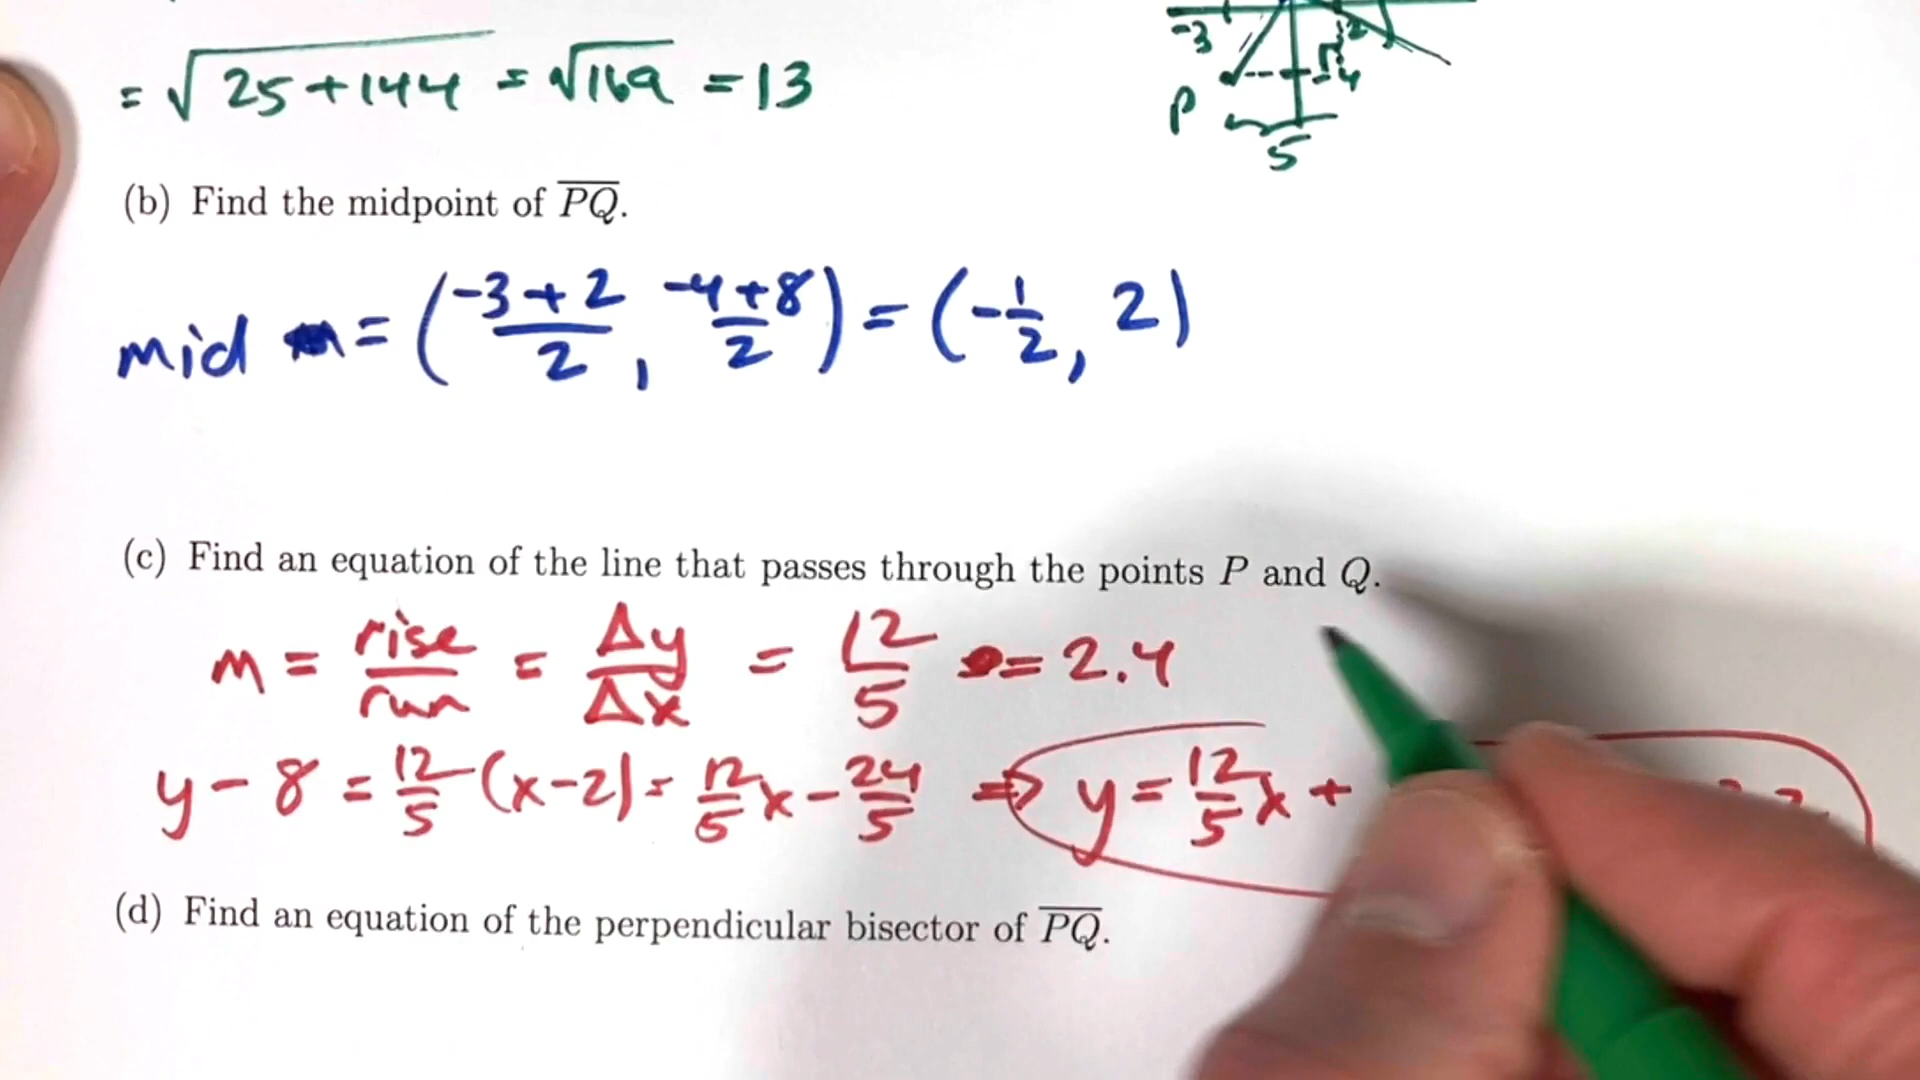 -3 2
= √25+144 = √169 = 13 -4
P
5
(b) Find the midpoint of PQ.
mid m = (-3+2/2, -4+8/2) = (-1/2, 2)
(c) Find an equation of the line that passes through the points P and Q.
m = rise/run = Δy/Δx = 12/5 = 2.4
y-8 = 12/5(x-2) = 12/5x - 24/5 ⇒ y = 12/5x +
(d) Find an equation of the perpendicular bisector of PQ.